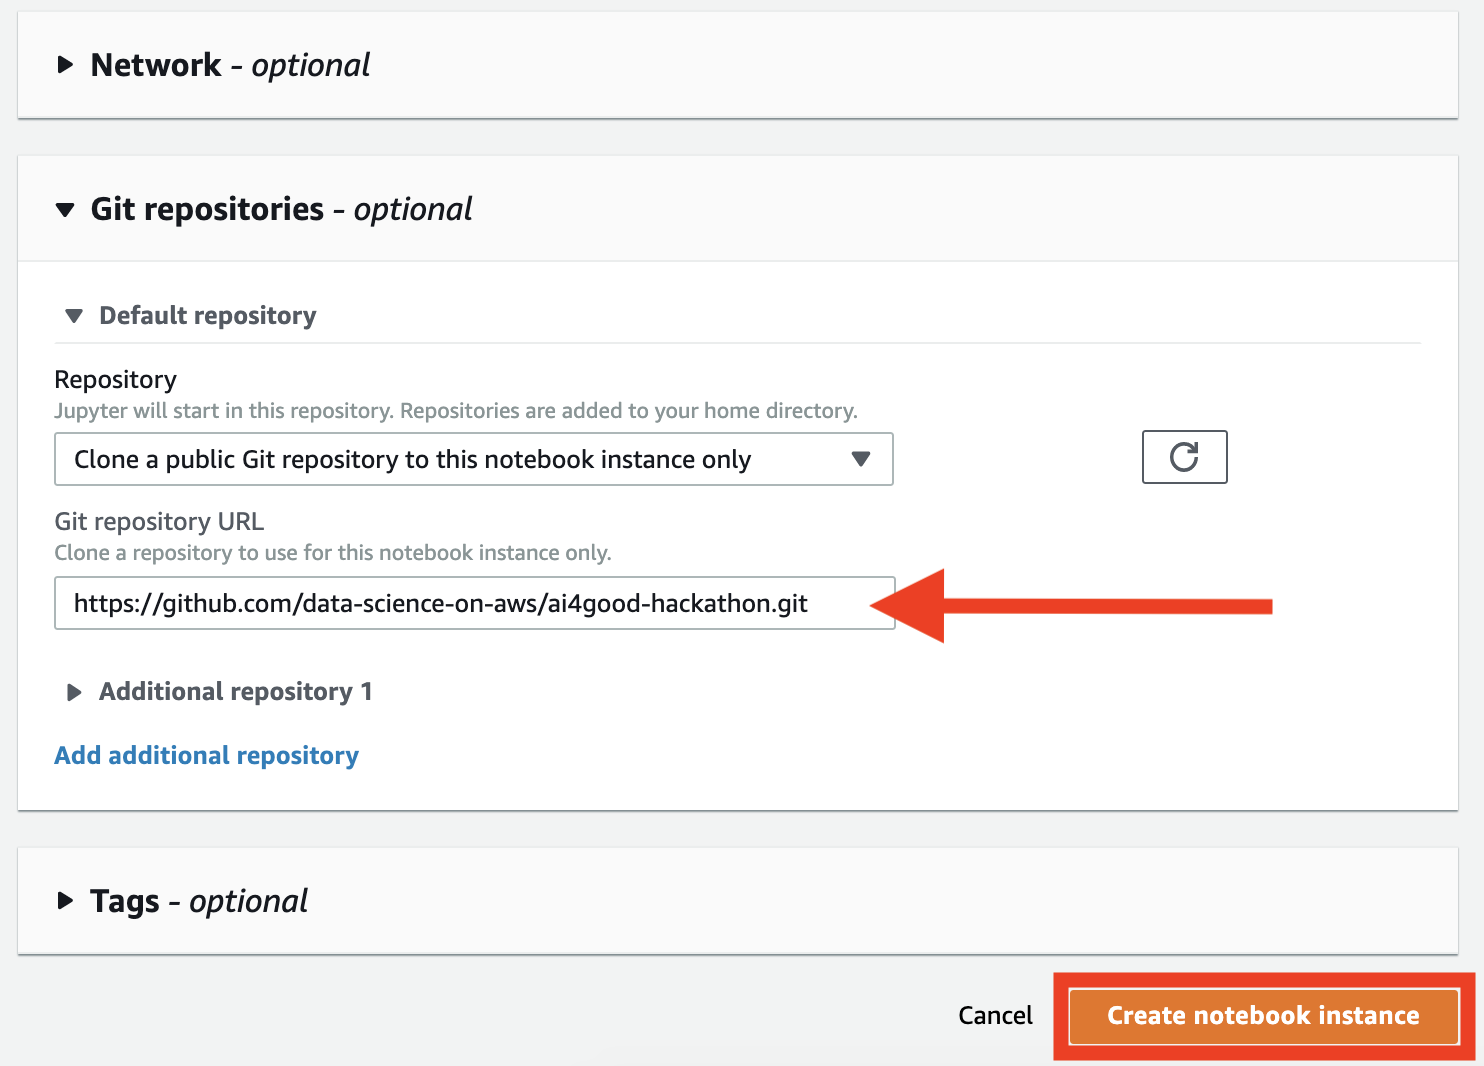 Network - optional
Git repositories - optional
Default repository
Repository
Jupyter will start in this repository. Repositories are added to your home directory.
Clone a public Git repository to this notebook instance only
Git repository URL
Clone a repository to use for this notebook instance only.
https://github.com/data-science-on-aws/ai4good-hackathon.git
Additional repository 1
Add additional repository
Tags - optional
Cancel Create notebook instance